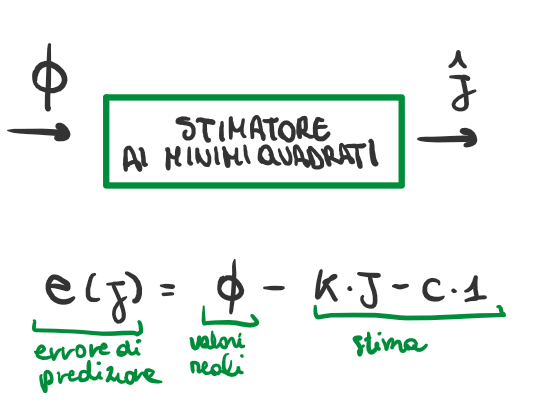 ϕ
Ĵ
STIMATORE
AI MINIMI QUADRATI
e(J) = ϕ - K·J - c·1
errore di
predizione
valori
reali
stima